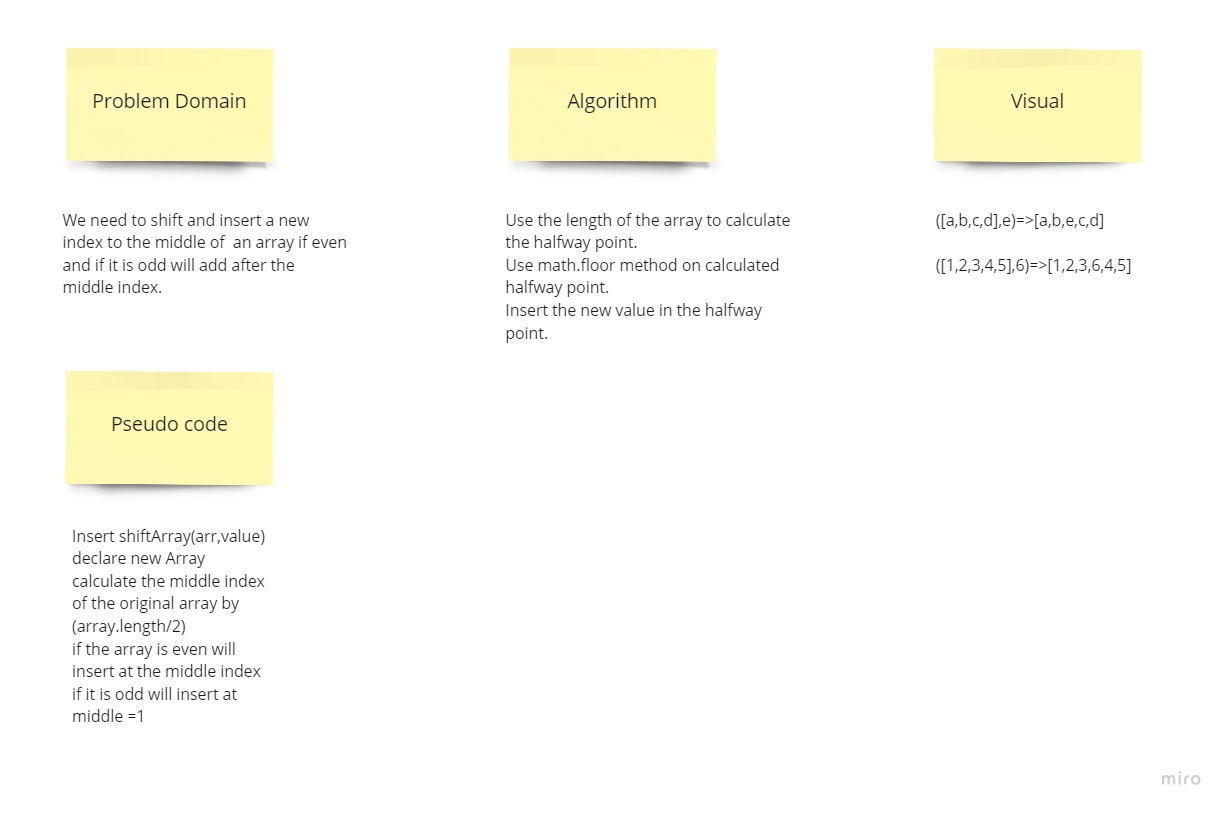 Problem Domain
We need to shift and insert a new
index to the middle of  an array if even
and if it is odd will add after the
middle index.
Algorithm
Use the length of the array to calculate
the halfway point.
Use math.floor method on calculated
halfway point.
Insert the new value in the halfway
point.
Visual
([a,b,c,d],e)=>[a,b,e,c,d]
([1,2,3,4,5],6)=>[1,2,3,6,4,5]
Pseudo code
Insert shiftArray(arr,value)
declare new Array
calculate the middle index
of the original array by
(array.length/2)
if the array is even will
insert at the middle index
if it is odd will insert at
middle =1
miro